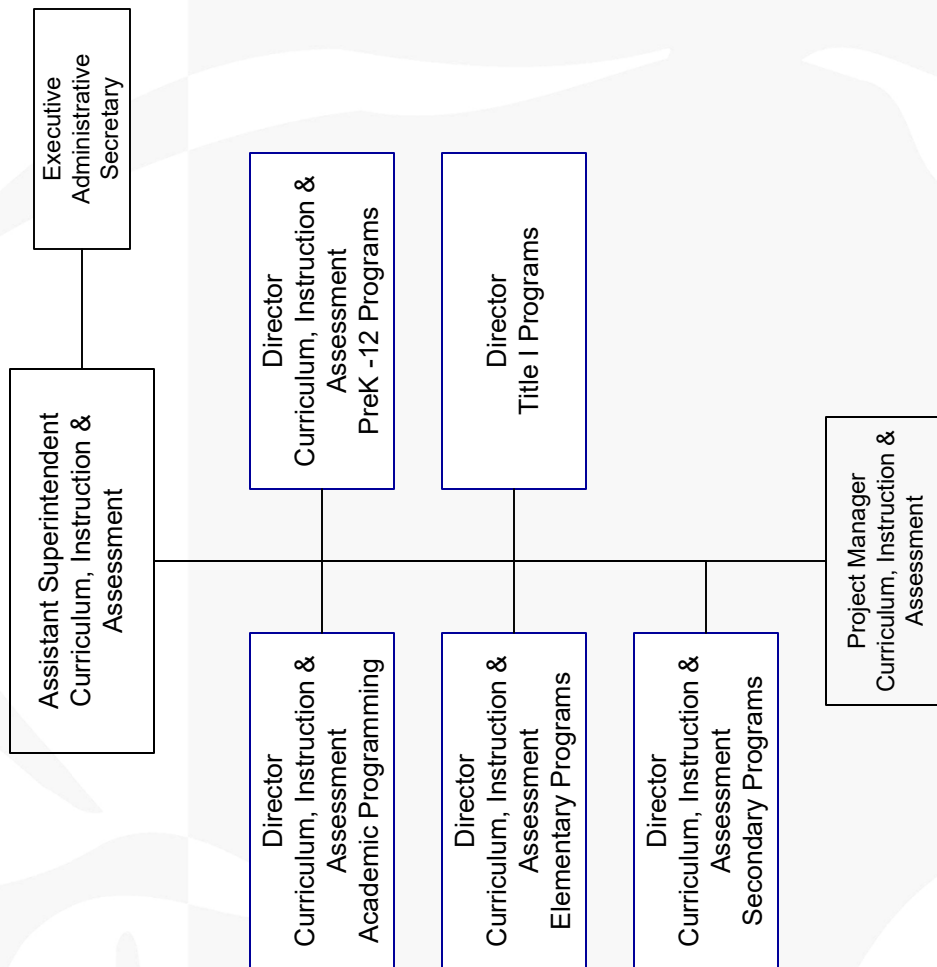 Executive
Administrative
Secretary
Assistant Superintendent
Curriculum, Instruction &
Assessment
Director
Curriculum, Instruction &
Assessment
PreK -12 Programs
Director
Title I Programs
Director
Curriculum, Instruction &
Assessment
Academic Programming
Director
Curriculum, Instruction &
Assessment
Elementary Programs
Director
Curriculum, Instruction &
Assessment
Secondary Programs
Project Manager
Curriculum, Instruction &
Assessment